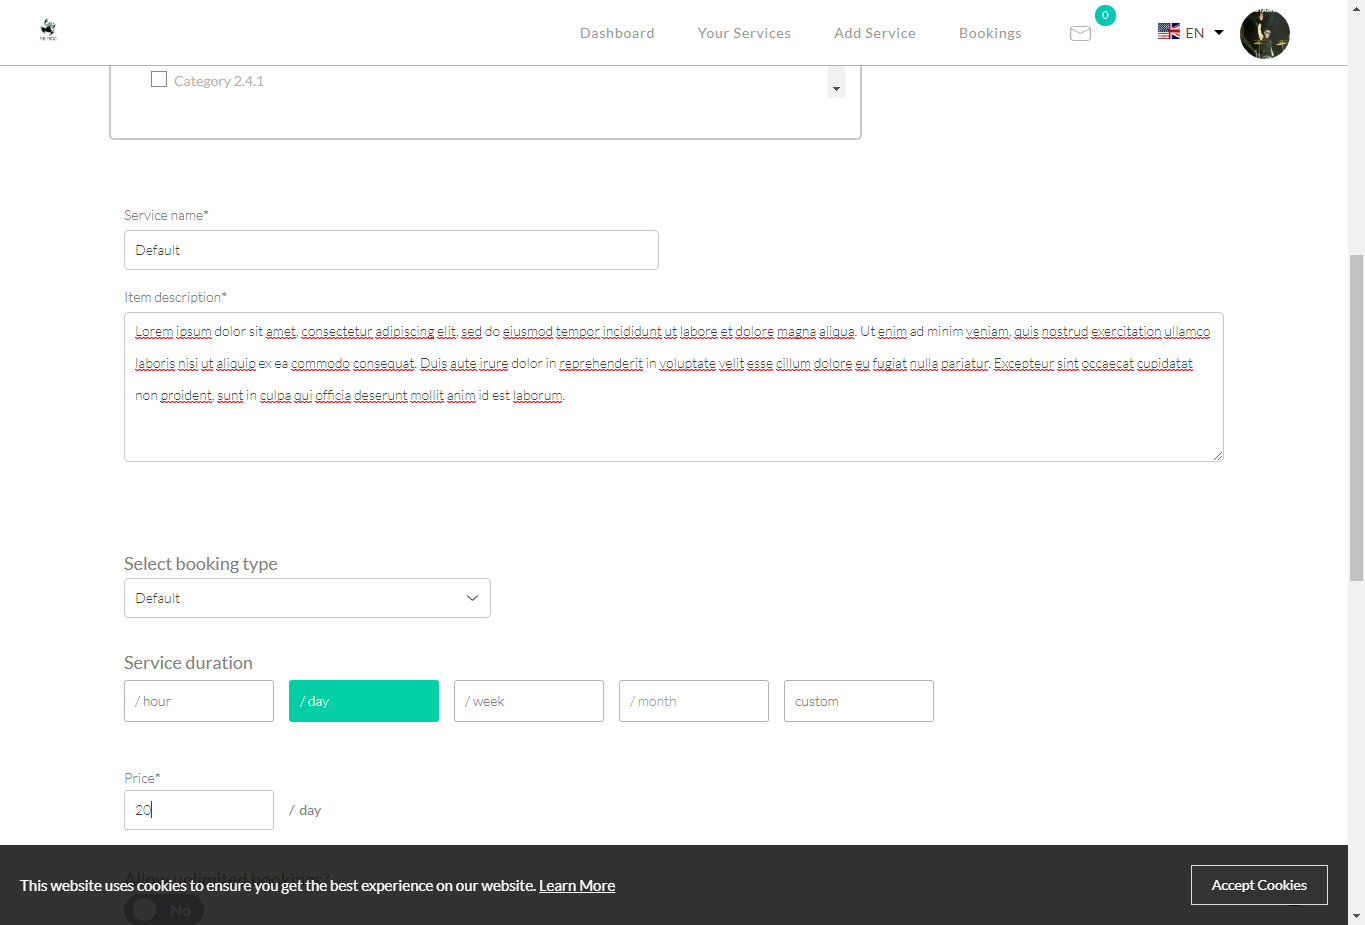 Dashboard
Your Services
Add Service
Bookings
0
EN
Category 2.4.1
Service name*
Default
Item description*
Lorem ipsum dolor sit amet, consectetur adipiscing elit, sed do eiusmod tempor incididunt ut labore et dolore magna aliqua. Ut enim ad minim veniam, quis nostrud exercitation ullamco
laboris nisi ut aliquip ex ea commodo consequat. Duis aute irure dolor in reprehenderit in voluptate velit esse cillum dolore eu fugiat nulla pariatur. Excepteur sint occaecat cupidatat
non proident, sunt in culpa qui officia deserunt mollit anim id est laborum.
Select booking type
Default
Service duration
/ hour
/ day
/ week
/ month
custom
Price*
20
/ day
Allow unlimited bookings?
This website uses cookies to ensure you get the best experience on our website. Learn More
Accept Cookies
No